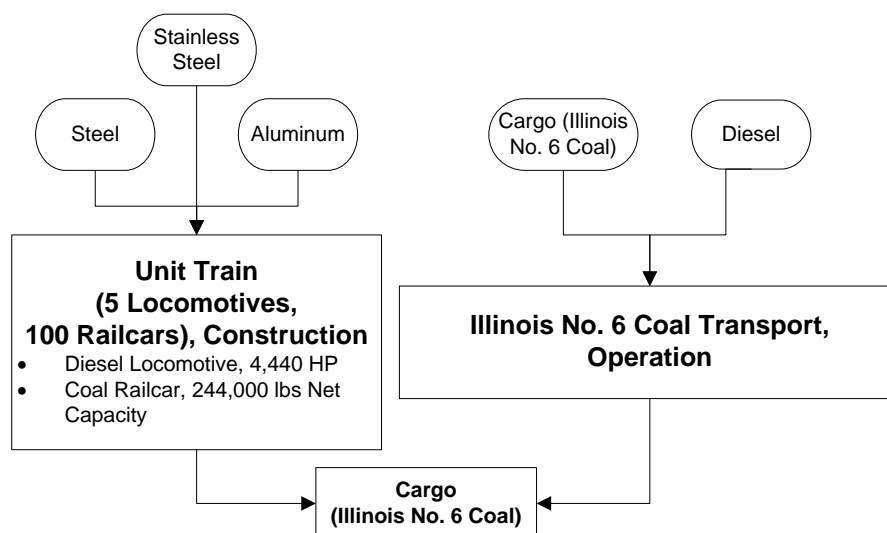 Stainless
Steel
Steel
Aluminum
Cargo (Illinois
No. 6 Coal)
Diesel
Unit Train
(5 Locomotives,
100 Railcars), Construction
• Diesel Locomotive, 4,440 HP
• Coal Railcar, 244,000 lbs Net
Capacity
Illinois No. 6 Coal Transport,
Operation
Cargo
(Illinois No. 6 Coal)